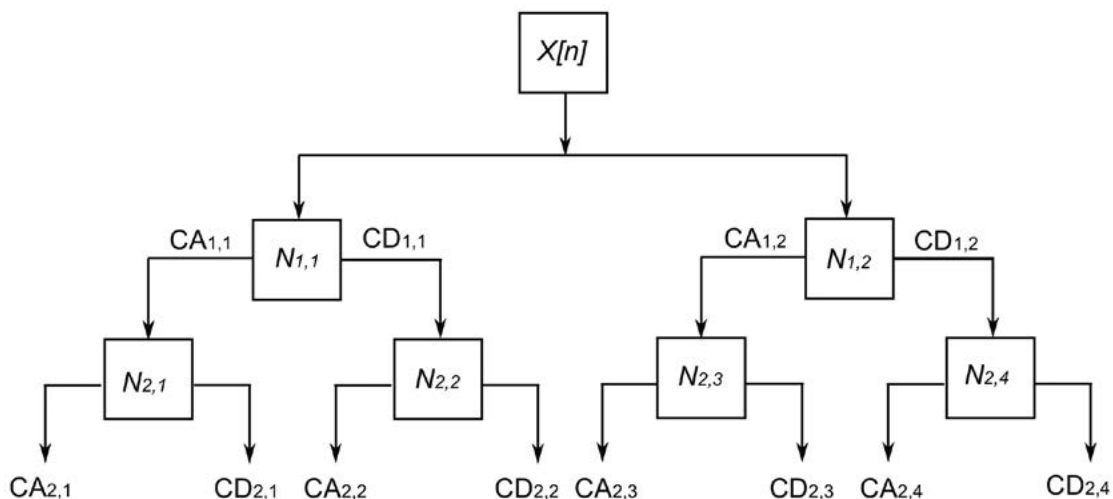 X[n]
CA1,1 CD1,1 CA1,2 CD1,2
N1,1 N1,2
N2,1 N2,2 N2,3 N2,4
CA2,1 CD2,1 CA2,2 CD2,2 CA2,3 CD2,3 CA2,4 CD2,4